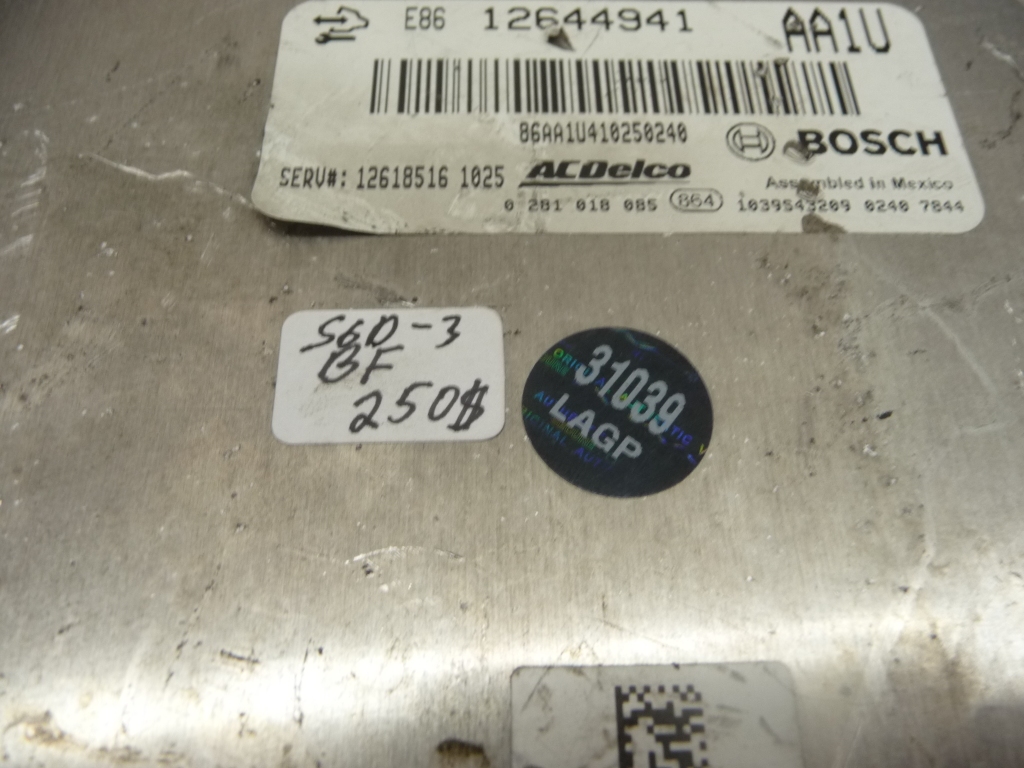 E86 12644941 AA1U
86AA1U410250240
BOSCH
SERV#: 12618516 1025 ACDelco
Assembled in Mexico
0 281 018 085 864 1039543209 0240 7844
S6D-3
BF
250$
31039
LAGP